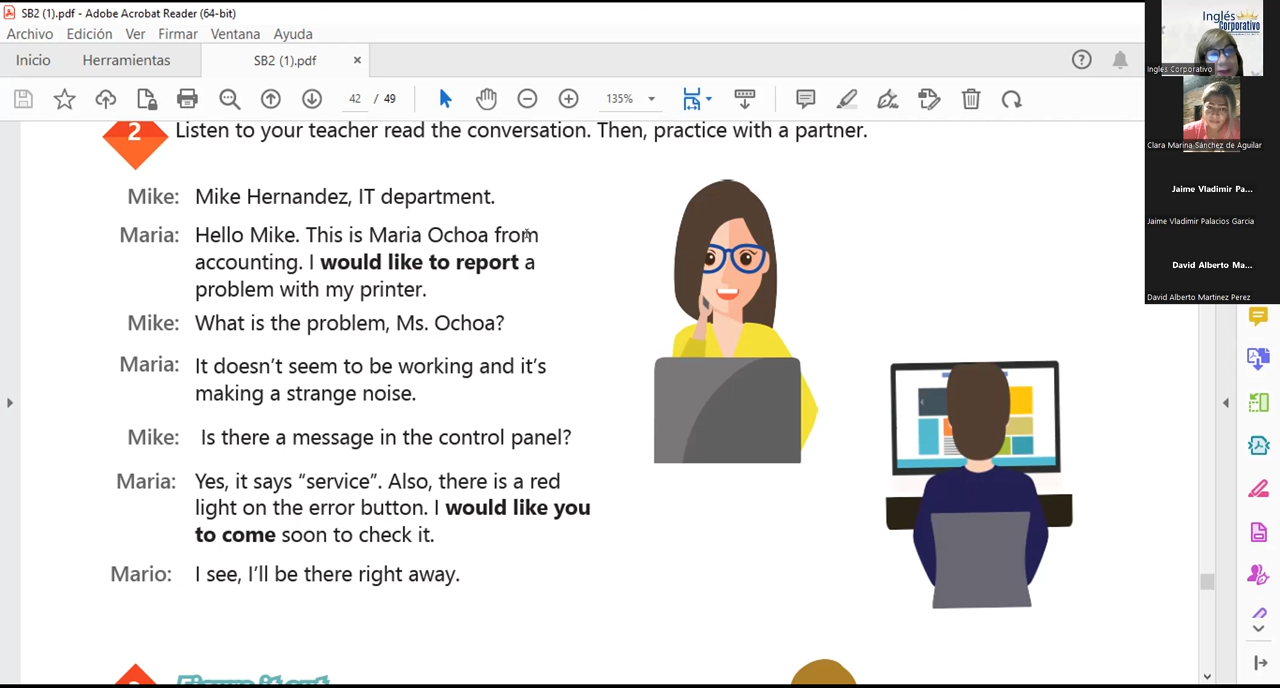 SB2 (1).pdf - Adobe Acrobat Reader (64-bit)
Archivo Edición Ver Firmar Ventana Ayuda
Inicio Herramientas SB2 (1).pdf ×
42 / 49 135%
2 Listen to your teacher read the conversation. Then, practice with a partner.
Mike: Mike Hernandez, IT department.
Maria: Hello Mike. This is Maria Ochoa from
accounting. I would like to report a
problem with my printer.
Mike: What is the problem, Ms. Ochoa?
Maria: It doesn't seem to be working and it's
making a strange noise.
Mike: Is there a message in the control panel?
Maria: Yes, it says “service”. Also, there is a red
light on the error button. I would like you
to come soon to check it.
Mario: I see, I'll be there right away.
Inglés
Corporativo
Inglés Corporativo
Clara Marina Sánchez de Aguilar
Jaime Vladimir Pa...
Jaime Vladimir Palacios Garcia
David Alberto Ma...
David Alberto Martinez Perez